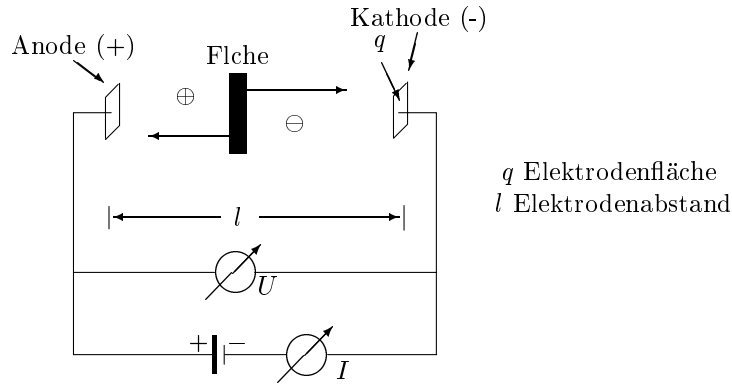 Kathode (-)
Anode (+)
Flche
q
⊕
⊖
q Elektrodenfläche
l Elektrodenabstand
l
U
+ −
I